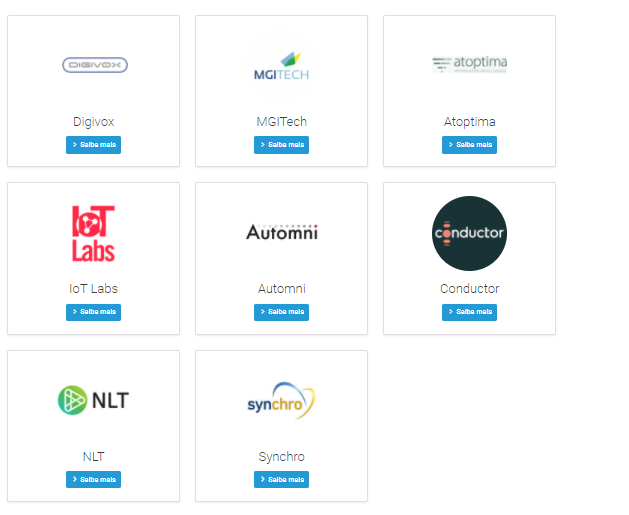 DIGIVOX
MGITECH
atoptima
Digivox
MGITech
Atoptima
Saiba mais
Saiba mais
Saiba mais
IoT
Labs
Automni
conductor
IoT Labs
Automni
Conductor
Saiba mais
Saiba mais
Saiba mais
NLT
synchro
NLT
Synchro
Saiba mais
Saiba mais